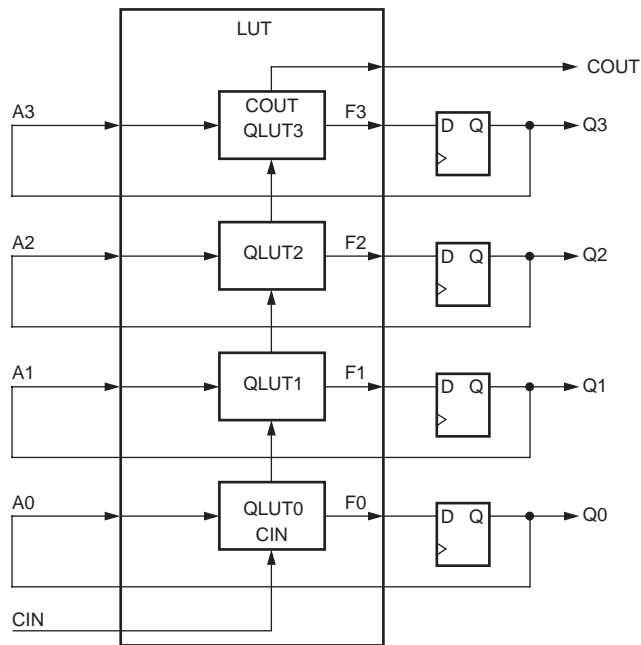 LUT
COUT
A3
COUT
QLUT3
F3
D Q
Q3
A2
QLUT2
F2
D Q
Q2
A1
QLUT1
F1
D Q
Q1
A0
QLUT0
CIN
F0
D Q
Q0
CIN